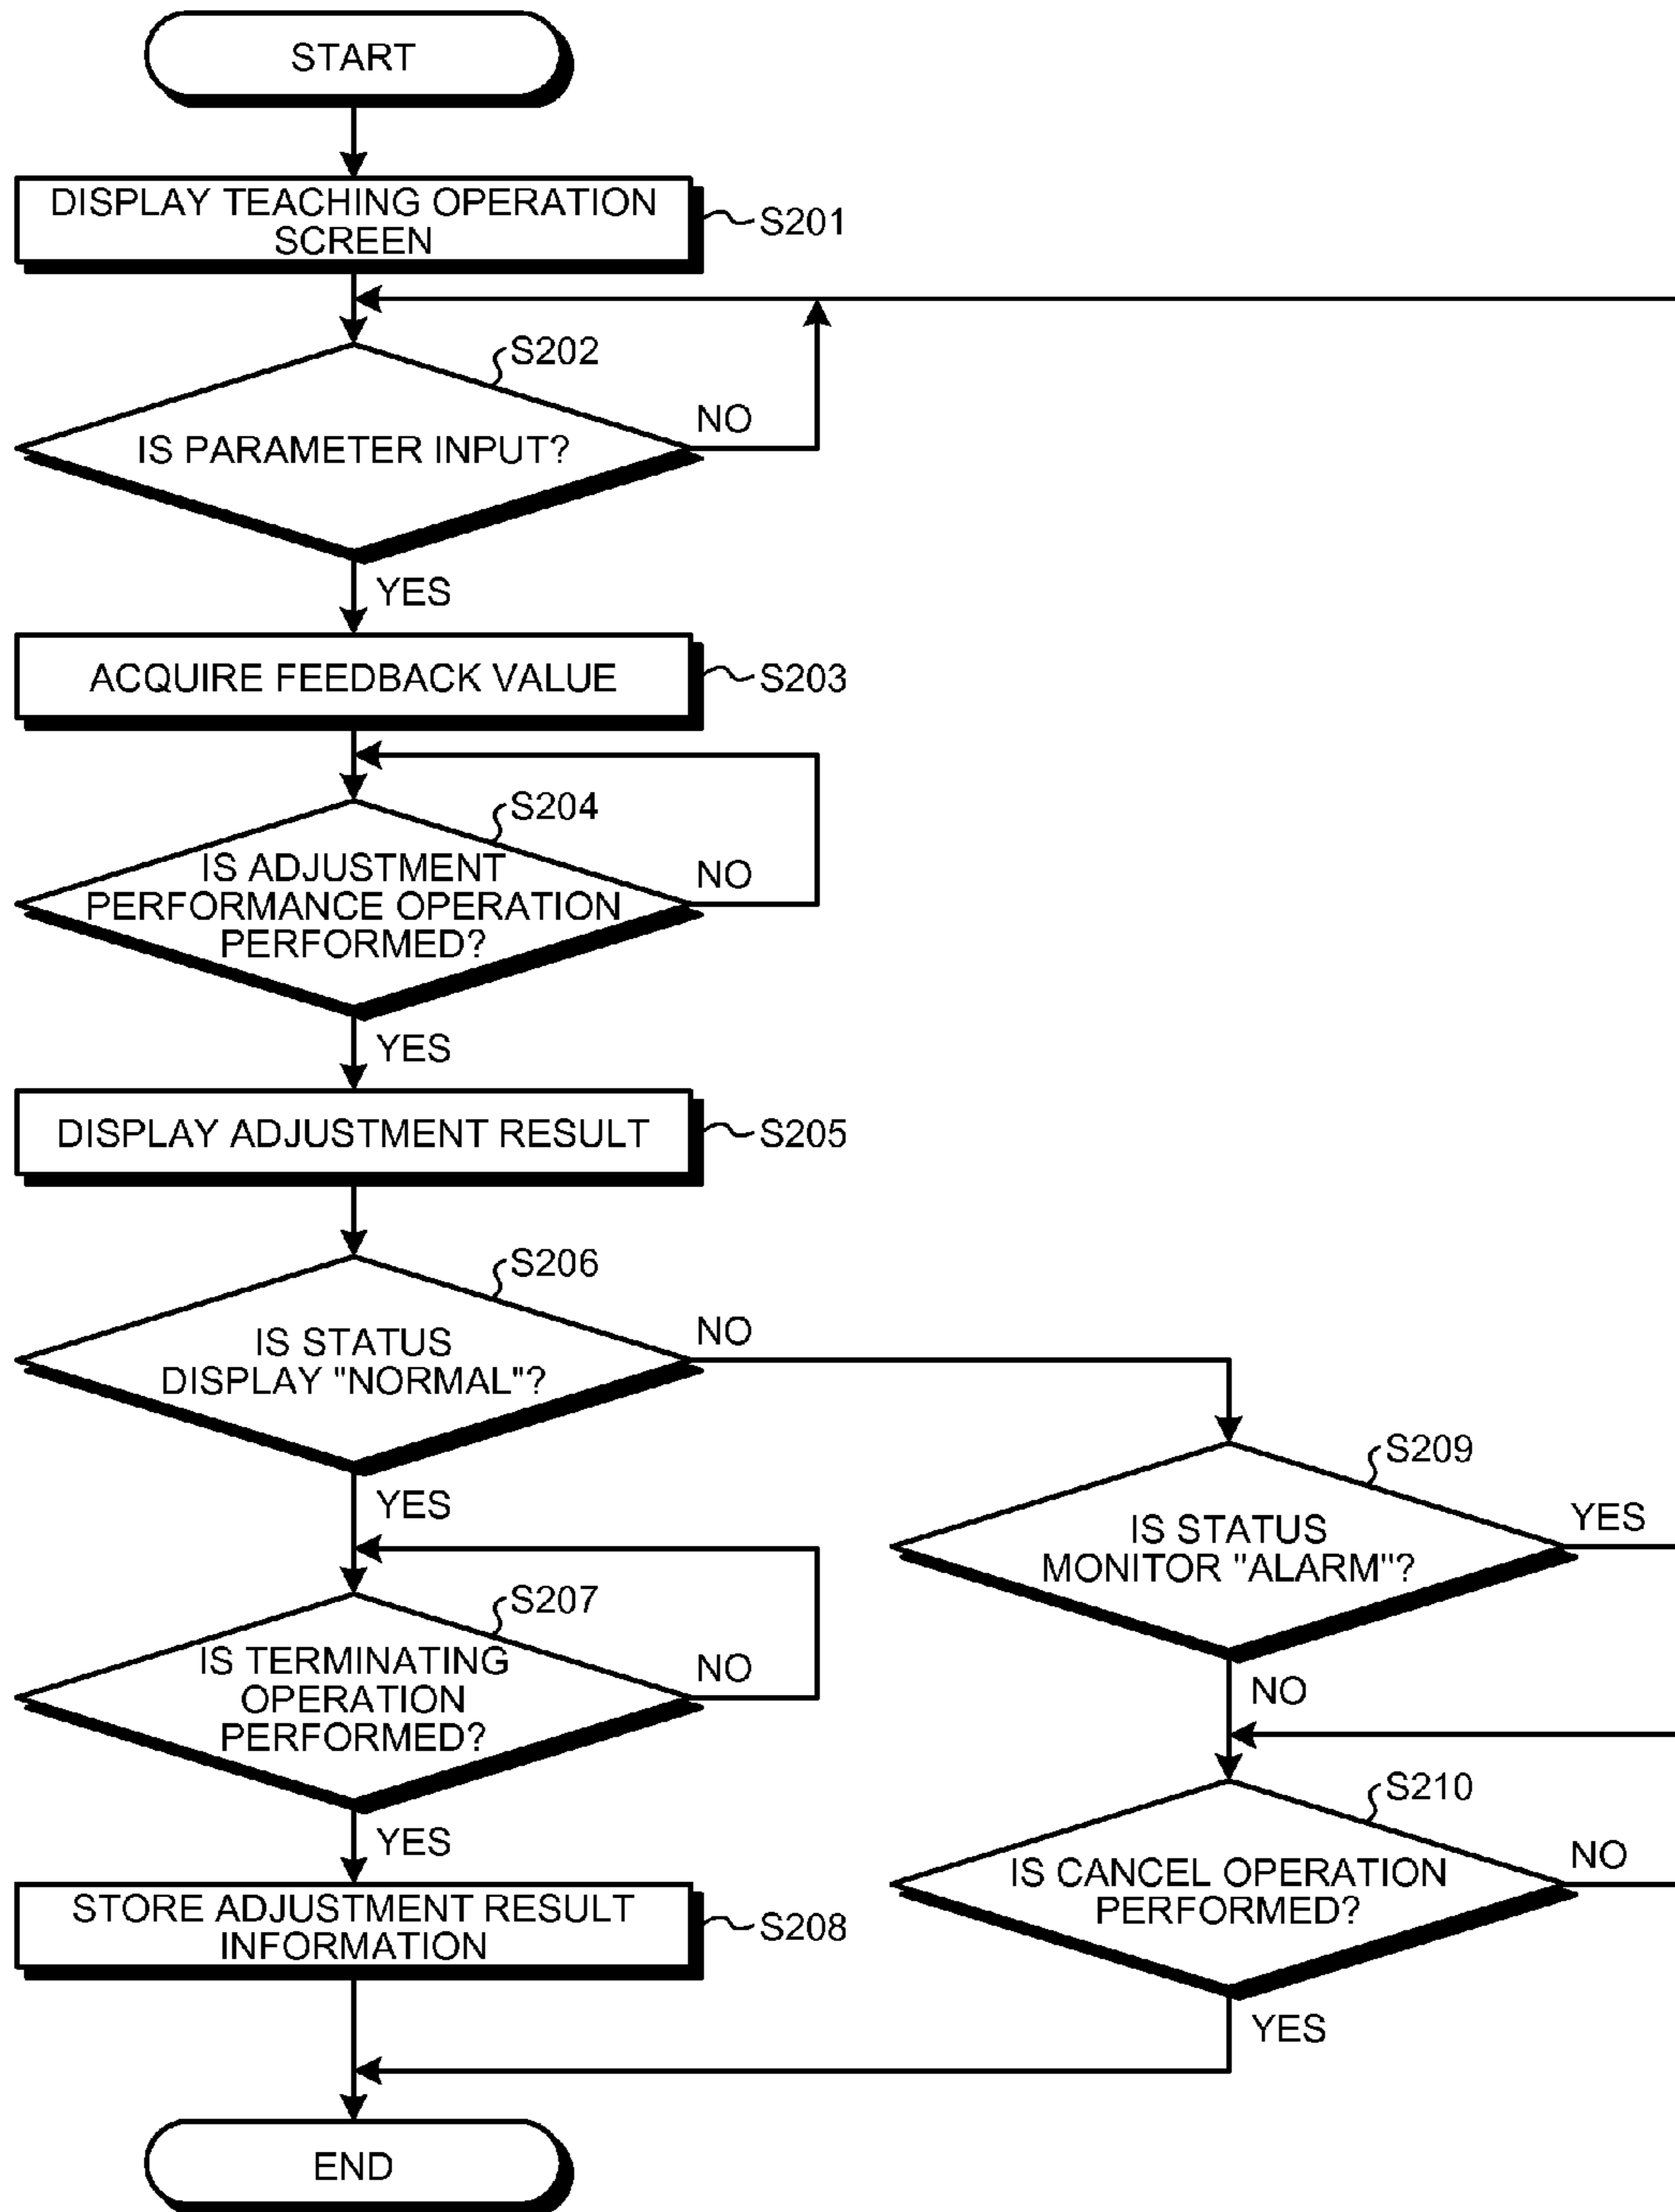 START
DISPLAY TEACHING OPERATION
SCREEN
S201
S202
IS PARAMETER INPUT?
NO
YES
ACQUIRE FEEDBACK VALUE
S203
S204
IS ADJUSTMENT
PERFORMANCE OPERATION
PERFORMED?
NO
YES
DISPLAY ADJUSTMENT RESULT
S205
S206
IS STATUS
DISPLAY "NORMAL"?
NO
YES
S207
IS TERMINATING
OPERATION
PERFORMED?
NO
YES
STORE ADJUSTMENT RESULT
INFORMATION
S208
S209
IS STATUS
MONITOR "ALARM"?
YES
NO
S210
IS CANCEL OPERATION
PERFORMED?
NO
YES
END